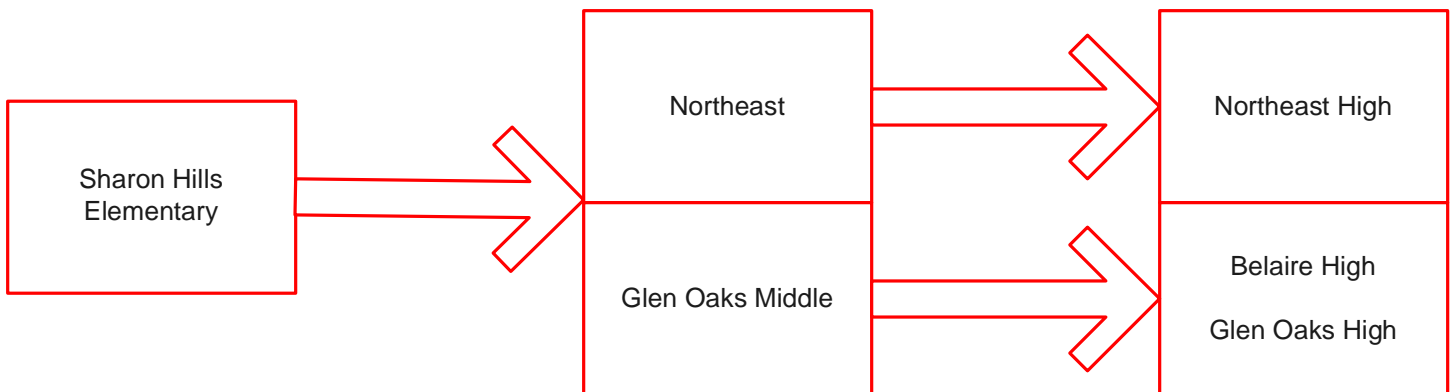 Sharon Hills
Elementary
Northeast
Glen Oaks Middle
Northeast High
Belaire High
Glen Oaks High